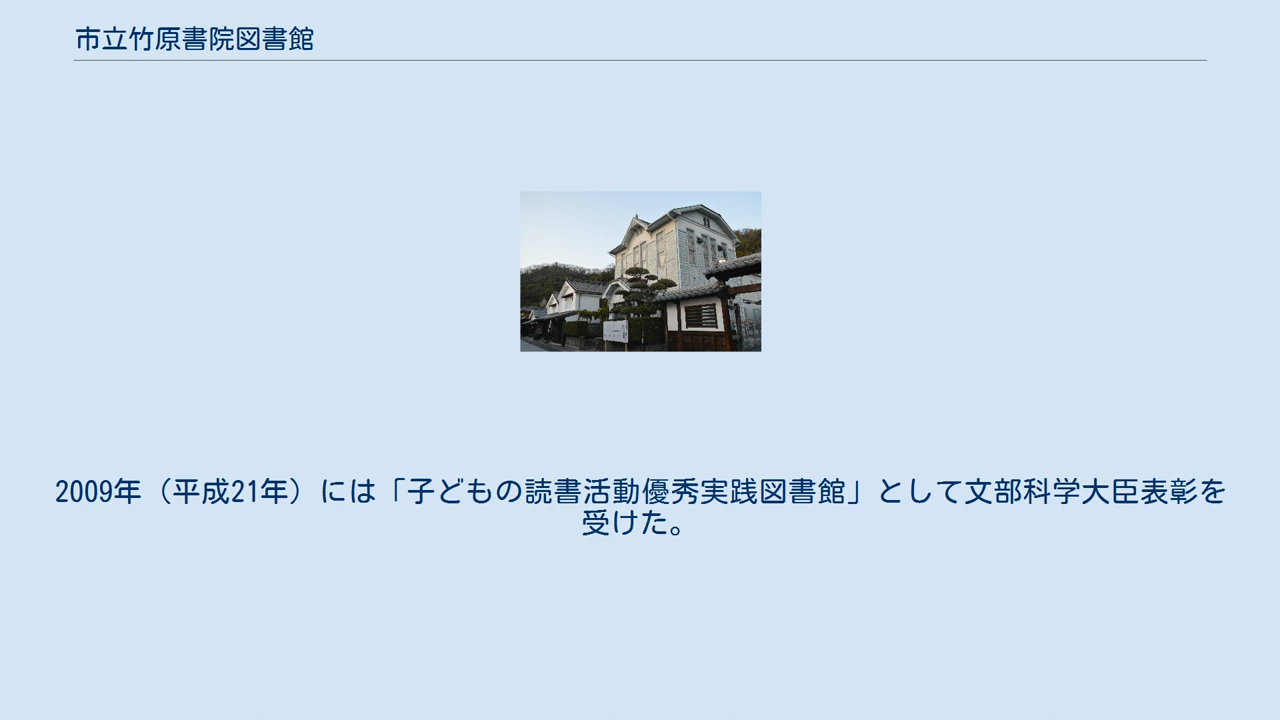 市立竹原書院図書館
2009年（平成21年）には「子どもの読書活動優秀実践図書館」として文部科学大臣表彰を
受けた。